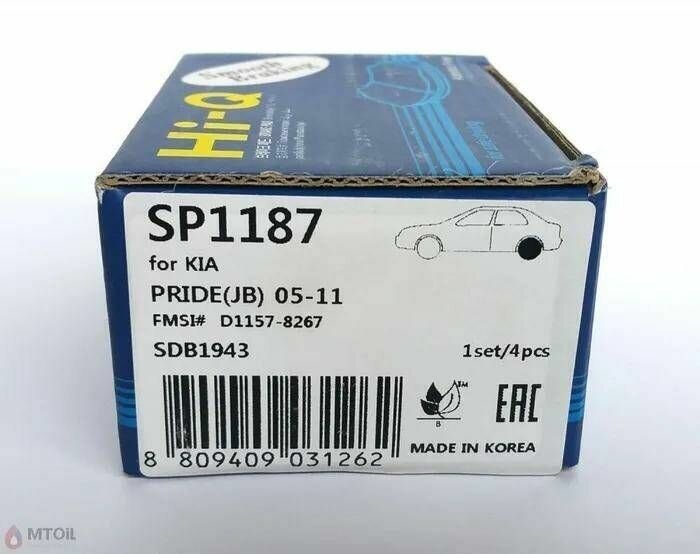 Smooth
Braking
Hi-Q
SP1187
for KIA
PRIDE(JB) 05-11
FMSI# D1157-8267
SDB1943
1set/4pcs
TM
B
EAC
MADE IN KOREA
8 809409 031262
MTOiL